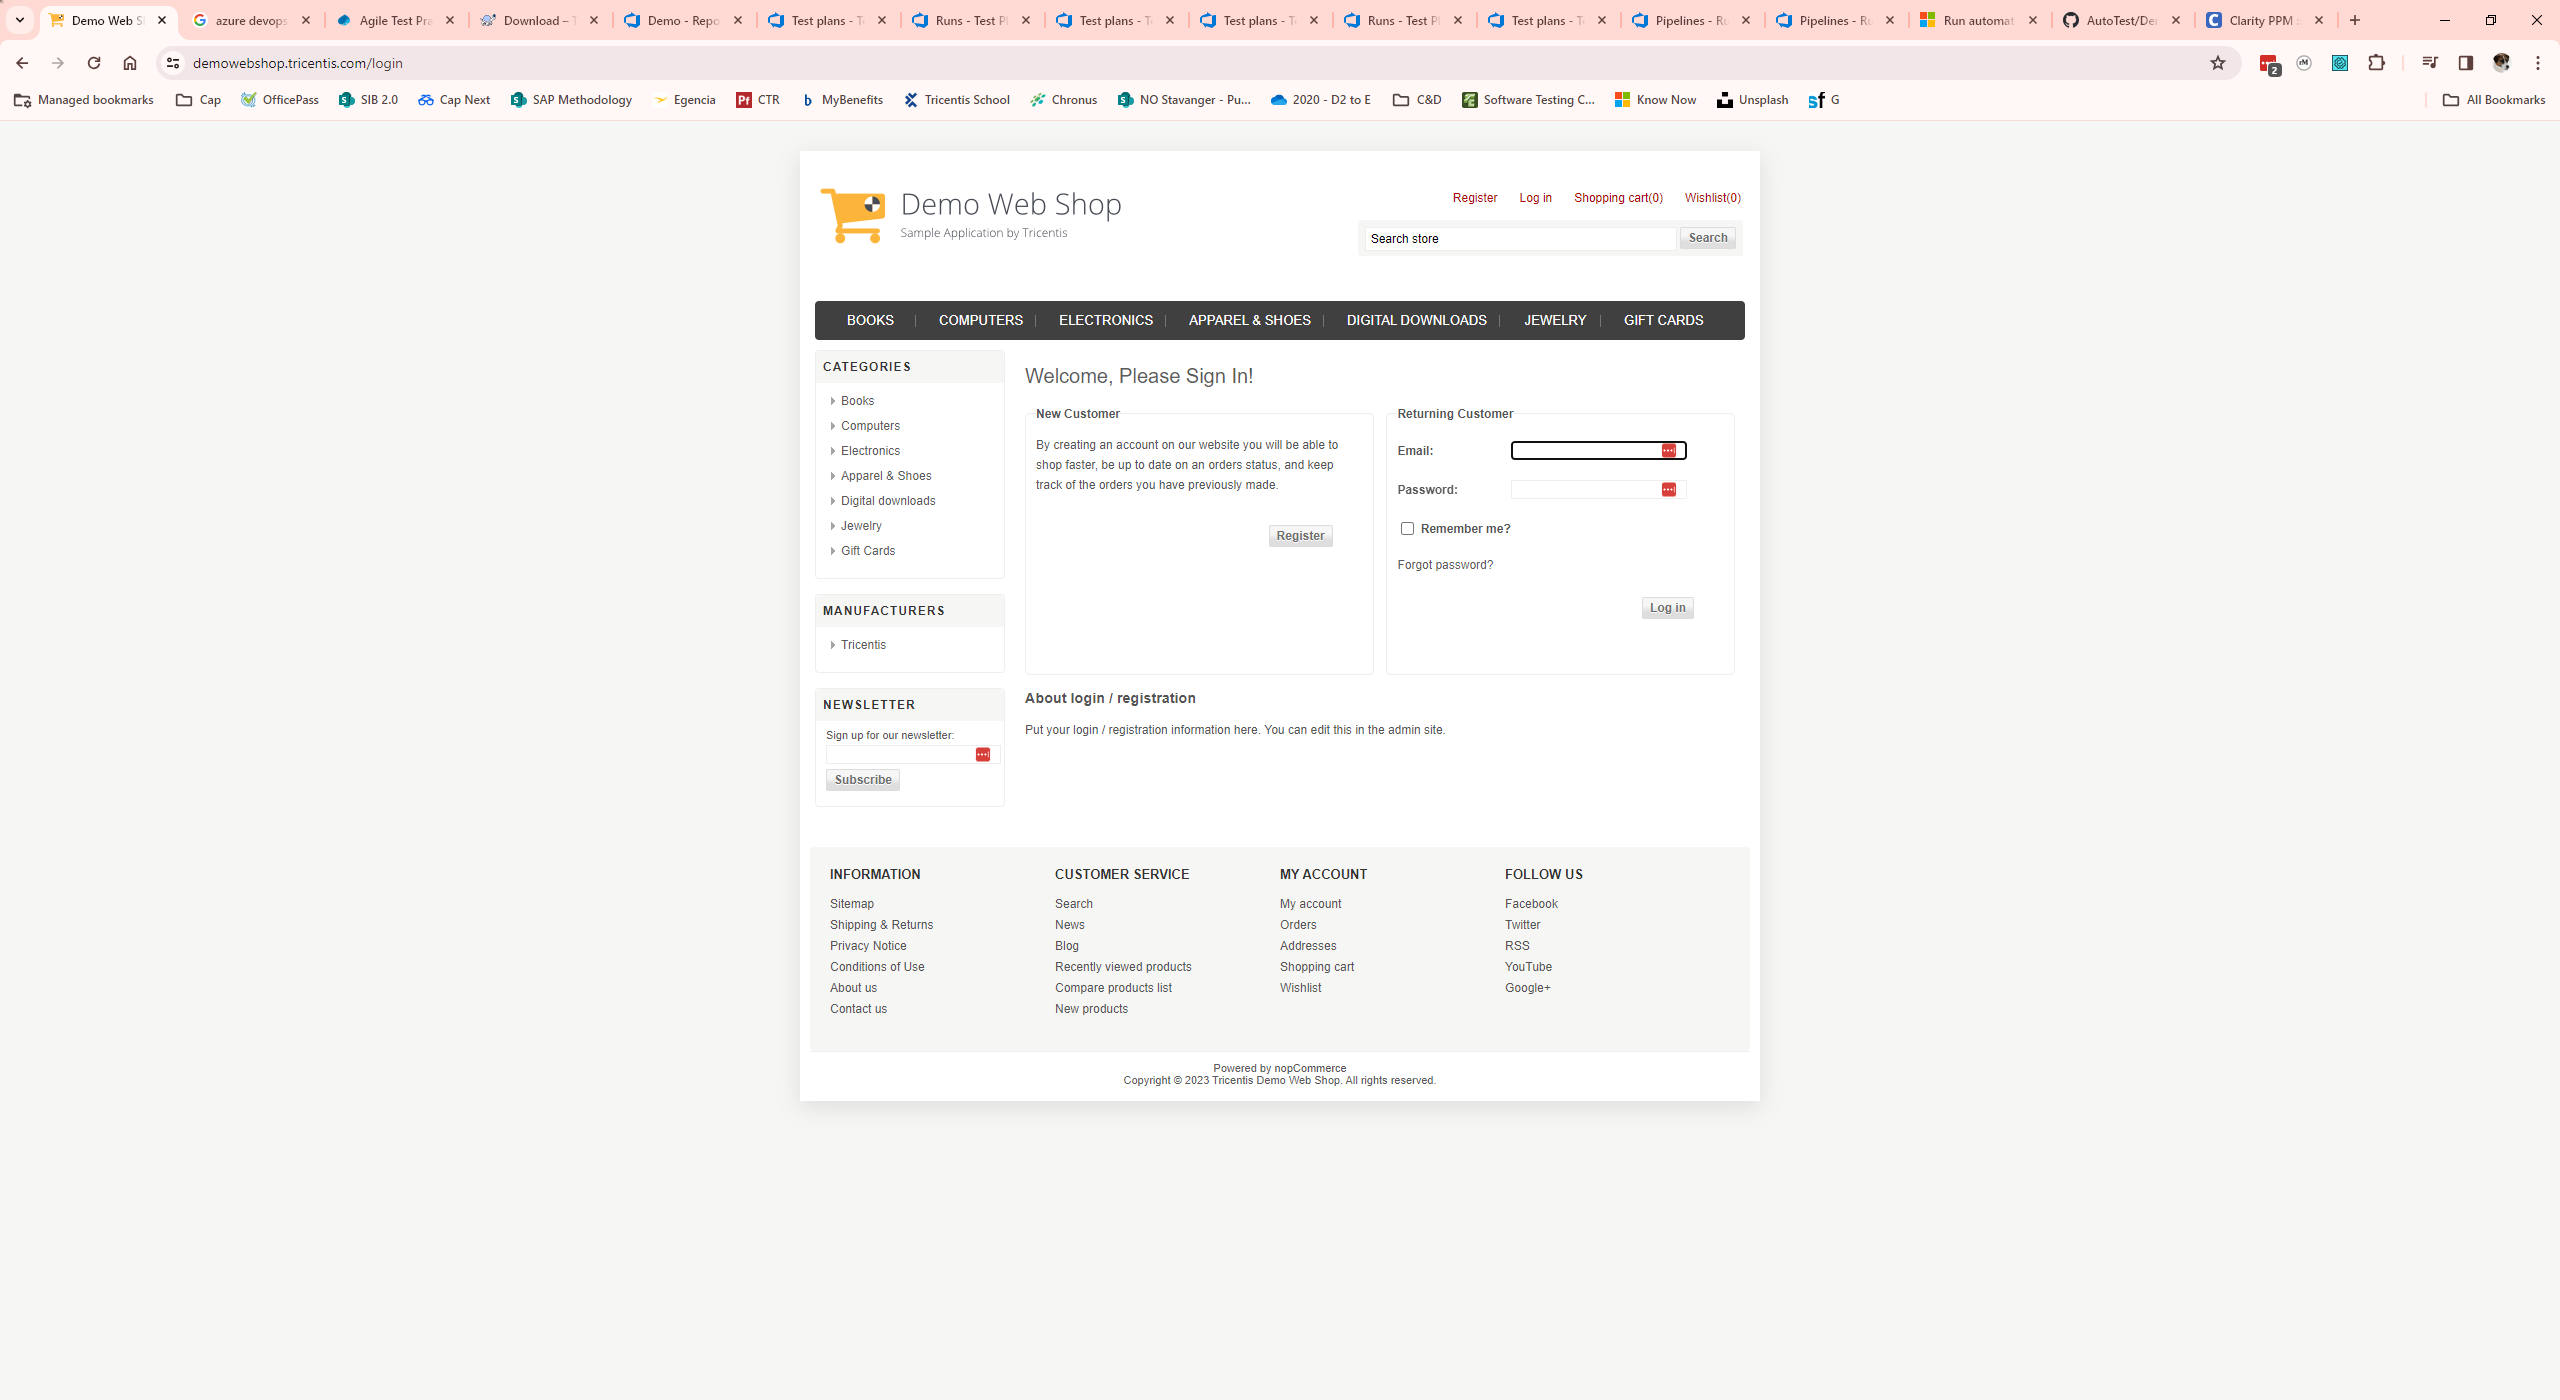 Demo Web S
azure devops
Agile Test Pra
Download – T
Demo - Repo
Test plans - Te
Runs - Test Pl
Test plans - Te
Test plans - Te
Runs - Test Pl
Test plans - Te
Pipelines - Ru
Pipelines - Ru
Run automat
AutoTest/Der
Clarity PPM :
demowebshop.tricentis.com/login
2
Managed bookmarks
Cap
OfficePass
SIB 2.0
Cap Next
SAP Methodology
Egencia
CTR
MyBenefits
Tricentis School
Chronus
NO Stavanger - Pu...
2020 - D2 to E
C&D
Software Testing C...
Know Now
Unsplash
G
All Bookmarks
Demo Web Shop
Sample Application by Tricentis
Register
Log in
Shopping cart(0)
Wishlist(0)
Search store
Search
BOOKS
COMPUTERS
ELECTRONICS
APPAREL & SHOES
DIGITAL DOWNLOADS
JEWELRY
GIFT CARDS
CATEGORIES
Books
Computers
Electronics
Apparel & Shoes
Digital downloads
Jewelry
Gift Cards
MANUFACTURERS
Tricentis
NEWSLETTER
Sign up for our newsletter:
Subscribe
Welcome, Please Sign In!
New Customer
By creating an account on our website you will be able to
shop faster, be up to date on an orders status, and keep
track of the orders you have previously made.
Register
Returning Customer
Email:
Password:
Remember me?
Forgot password?
Log in
About login / registration
Put your login / registration information here. You can edit this in the admin site.
INFORMATION
Sitemap
Shipping & Returns
Privacy Notice
Conditions of Use
About us
Contact us
CUSTOMER SERVICE
Search
News
Blog
Recently viewed products
Compare products list
New products
MY ACCOUNT
My account
Orders
Addresses
Shopping cart
Wishlist
FOLLOW US
Facebook
Twitter
RSS
YouTube
Google+
Powered by nopCommerce
Copyright © 2023 Tricentis Demo Web Shop. All rights reserved.